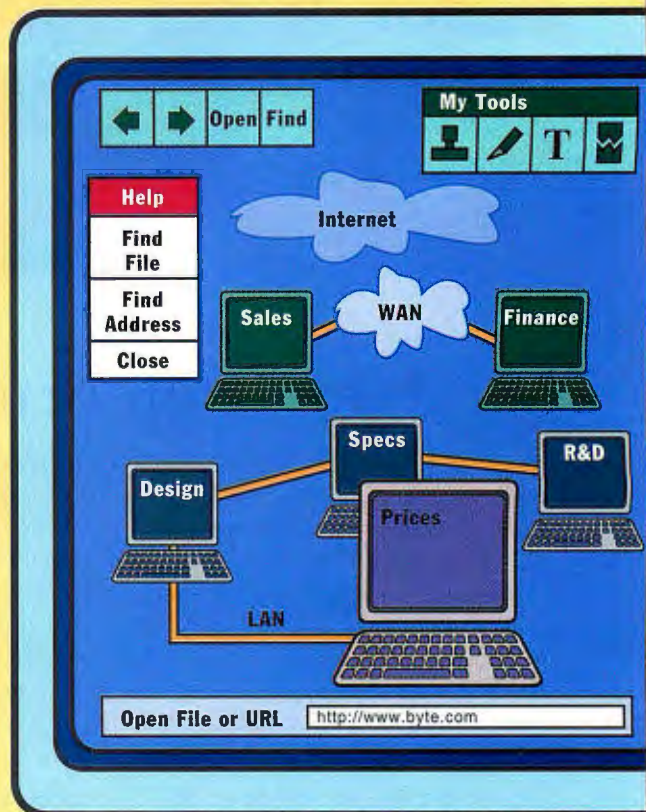 Open Find
My Tools
T
Help
Find
File
Find
Address
Close
Internet
Sales
WAN
Finance
Specs
R&D
Design
Prices
LAN
Open File or URL
http://www.byte.com